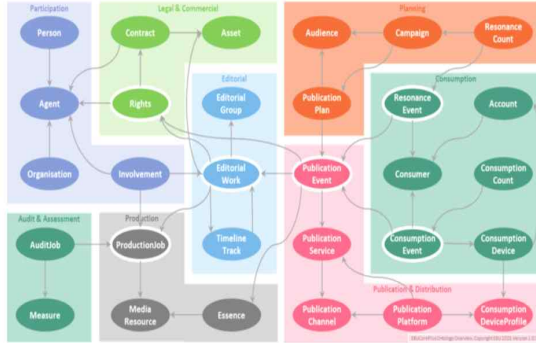 Participation
Legal & Commercial
Planning
Person
Contract
Asset
Audience
Campaign
Resonance
Count
Editorial
Consumption
Agent
Rights
Editorial
Group
Publication
Plan
Resonance
Event
Account
Organisation
Involvement
Editorial
Work
Publication
Event
Consumer
Consumption
Count
Audit & Assessment
Production
AuditJob
ProductionJob
Timeline
Track
Publication
Service
Consumption
Event
Consumption
Device
Publication & Distribution
Measure
Media
Resource
Essence
Publication
Channel
Publication
Platform
Consumption
DeviceProfile